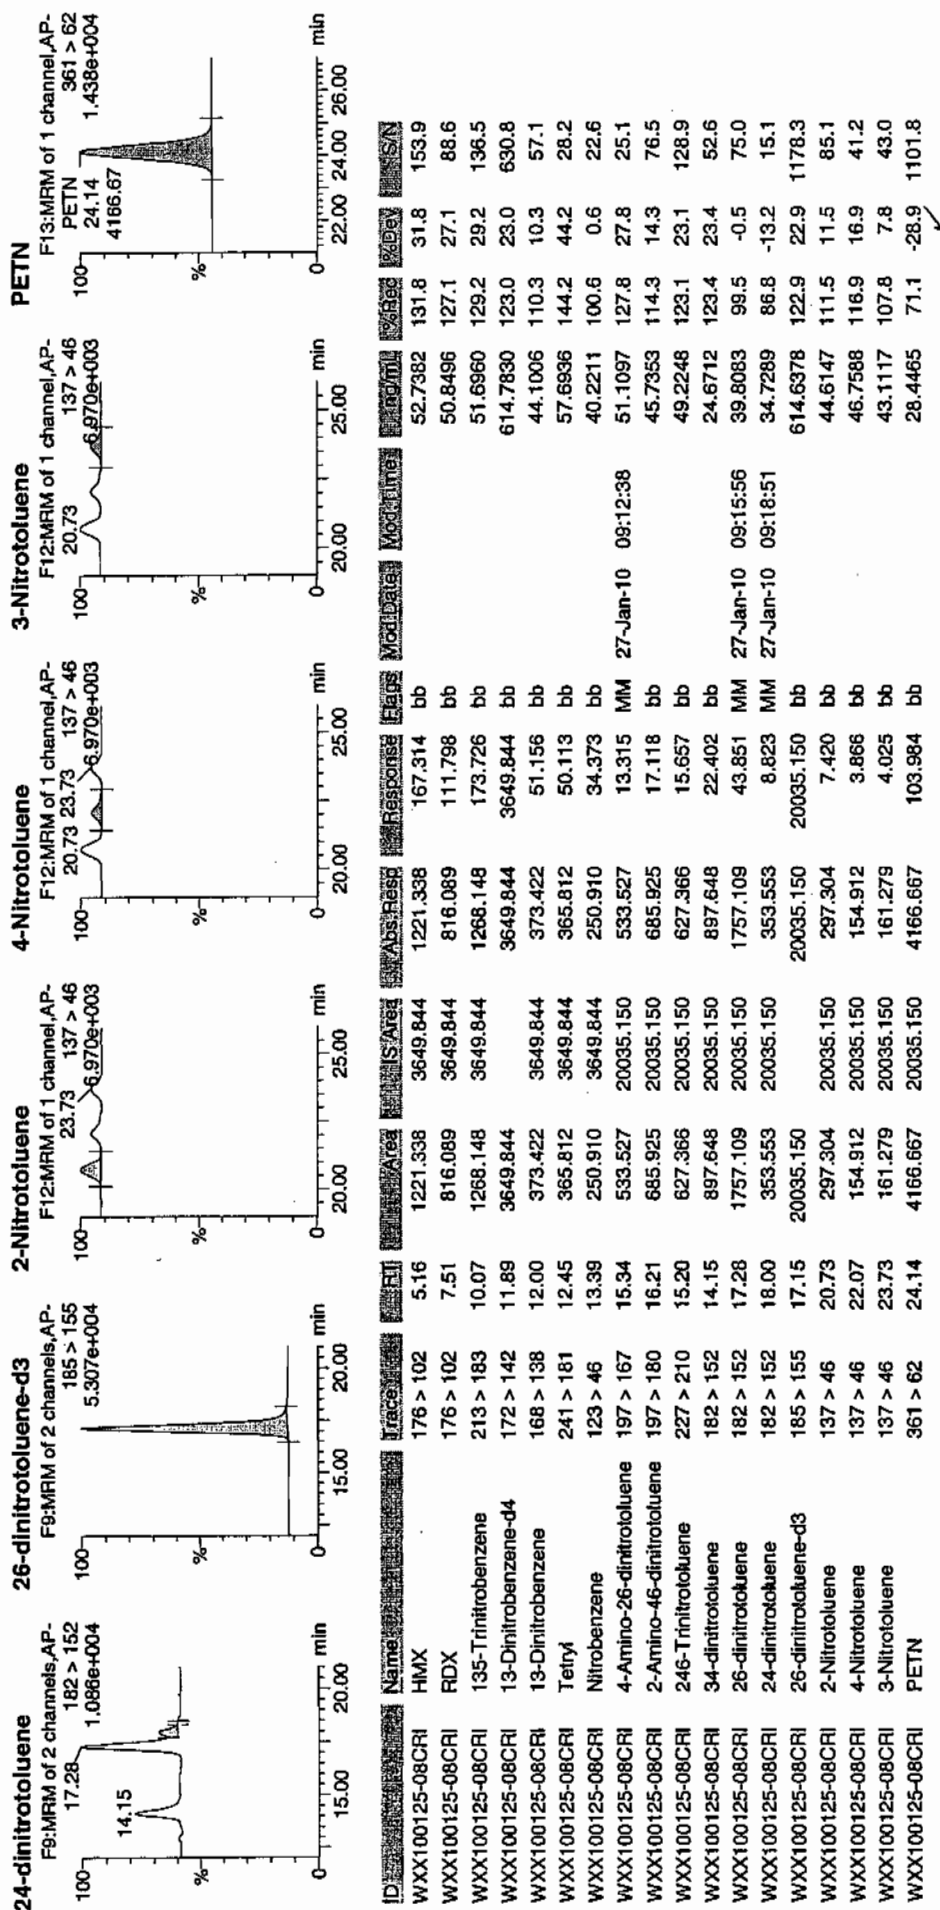 24-dinitrotoluene
F9:MRM of 2 channels,AP-
182 > 152
1.086e+004
100
17.28
14.15
%
0
15.00 20.00 min
26-dinitrotoluene-d3
F9:MRM of 2 channels,AP-
185 > 155
5.307e+004
100
%
0
15.00 20.00 min
2-Nitrotoluene
F12:MRM of 1 channel,AP-
137 > 46
6.970e+003
23.73
100
%
0
20.00 25.00 min
4-Nitrotoluene
F12:MRM of 1 channel,AP-
137 > 46
6.970e+003
20.73 23.73
100
%
0
20.00 25.00 min
3-Nitrotoluene
F12:MRM of 1 channel,AP-
137 > 46
6.970e+003
20.73
100
%
0
20.00 25.00 min
PETN
F13:MRM of 1 channel,AP-
361 > 62
1.438e+004
PETN
24.14
4166.67
100
%
0
22.00 24.00 26.00 min
ID Name Trace RT Area IS Area Abs.Resp Response Flags Mod.Date Mod.Time ng/mL %Rec %Dev S/N
WXX100125-08CRI HMX 176 > 102 5.16 1221.338 3649.844 1221.338 167.314 bb 52.7382 131.8 31.8 153.9
WXX100125-08CRI RDX 176 > 102 7.51 816.089 3649.844 816.089 111.798 bb 50.8496 127.1 27.1 88.6
WXX100125-08CRI 135-Trinitrobenzene 213 > 183 10.07 1268.148 3649.844 1268.148 173.726 bb 51.6960 129.2 29.2 136.5
WXX100125-08CRI 13-Dinitrobenzene-d4 172 > 142 11.89 3649.844 3649.844 3649.844 bb 614.7830 123.0 23.0 630.8
WXX100125-08CRI 13-Dinitrobenzene 168 > 138 12.00 373.422 3649.844 373.422 51.156 bb 44.1006 110.3 10.3 57.1
WXX100125-08CRI Tetryl 241 > 181 12.45 365.812 3649.844 365.812 50.113 bb 57.6936 144.2 44.2 28.2
WXX100125-08CRI Nitrobenzene 123 > 46 13.39 250.910 3649.844 250.910 34.373 bb 40.2211 100.6 0.6 22.6
WXX100125-08CRI 4-Amino-26-dinitrotoluene 197 > 167 15.34 533.527 20035.150 533.527 13.315 MM 27-Jan-10 09:12:38 51.1097 127.8 27.8 25.1
WXX100125-08CRI 2-Amino-46-dinitrotoluene 197 > 180 16.21 685.925 20035.150 685.925 17.118 bb 45.7353 114.3 14.3 76.5
WXX100125-08CRI 246-Trinitrotoluene 227 > 210 15.20 627.366 20035.150 627.366 15.657 bb 49.2248 123.1 23.1 128.9
WXX100125-08CRI 34-dinitrotoluene 182 > 152 14.15 897.648 20035.150 897.648 22.402 bb 24.6712 123.4 23.4 52.6
WXX100125-08CRI 26-dinitrotoluene 182 > 152 17.28 1757.109 20035.150 1757.109 43.851 MM 27-Jan-10 09:15:56 39.8083 99.5 -0.5 75.0
WXX100125-08CRI 24-dinitrotoluene 182 > 152 18.00 353.553 20035.150 353.553 8.823 MM 27-Jan-10 09:18:51 34.7289 86.8 -13.2 15.1
WXX100125-08CRI 26-dinitrotoluene-d3 185 > 155 17.15 20035.150 20035.150 20035.150 bb 614.6378 122.9 22.9 1178.3
WXX100125-08CRI 2-Nitrotoluene 137 > 46 20.73 297.304 20035.150 297.304 7.420 bb 44.6147 111.5 11.5 85.1
WXX100125-08CRI 4-Nitrotoluene 137 > 46 22.07 154.912 20035.150 154.912 3.866 bb 46.7588 116.9 16.9 41.2
WXX100125-08CRI 3-Nitrotoluene 137 > 46 23.73 161.279 20035.150 161.279 4.025 bb 43.1117 107.8 7.8 43.0
WXX100125-08CRI PETN 361 > 62 24.14 4166.667 20035.150 4166.667 103.984 bb 28.4465 71.1 -28.9 1101.8